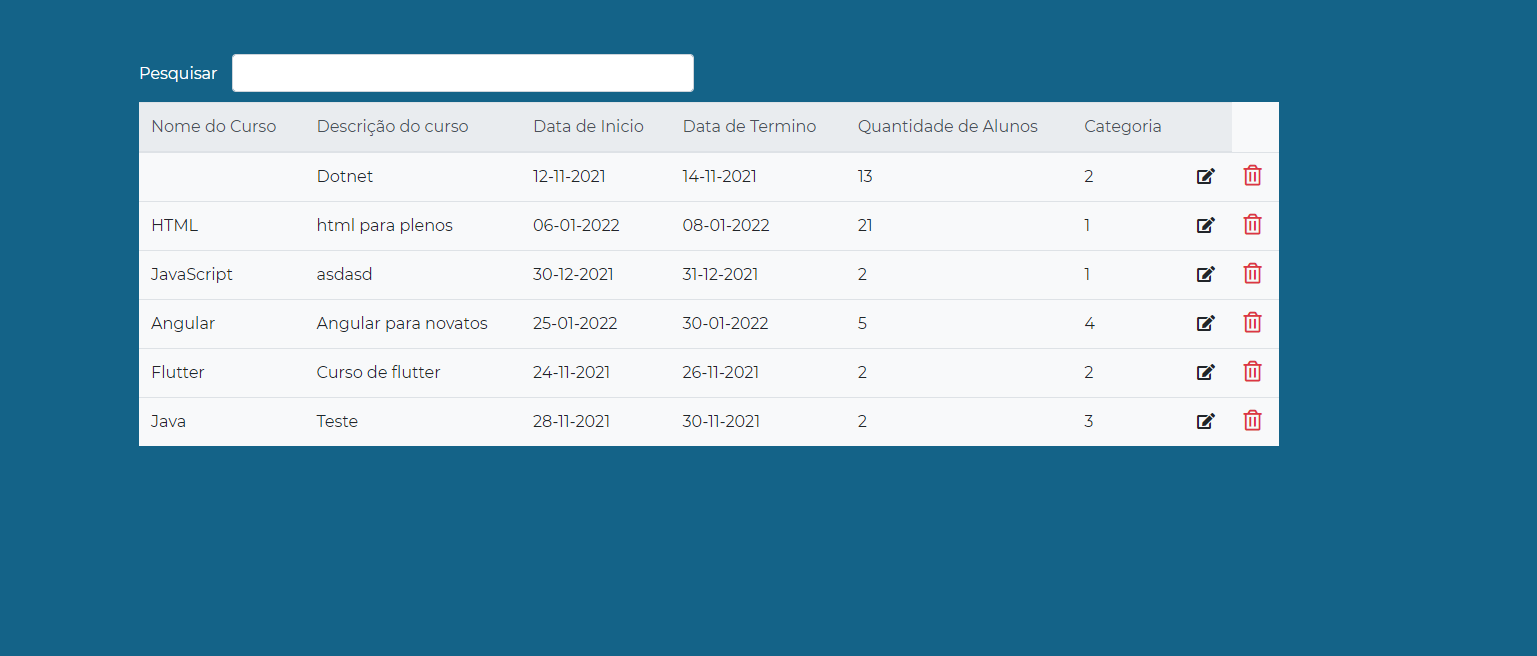 Pesquisar
Nome do Curso Descrição do curso Data de Inicio Data de Termino Quantidade de Alunos Categoria
Dotnet 12-11-2021 14-11-2021 13 2
HTML html para plenos 06-01-2022 08-01-2022 21 1
JavaScript asdasd 30-12-2021 31-12-2021 2 1
Angular Angular para novatos 25-01-2022 30-01-2022 5 4
Flutter Curso de flutter 24-11-2021 26-11-2021 2 2
Java Teste 28-11-2021 30-11-2021 2 3